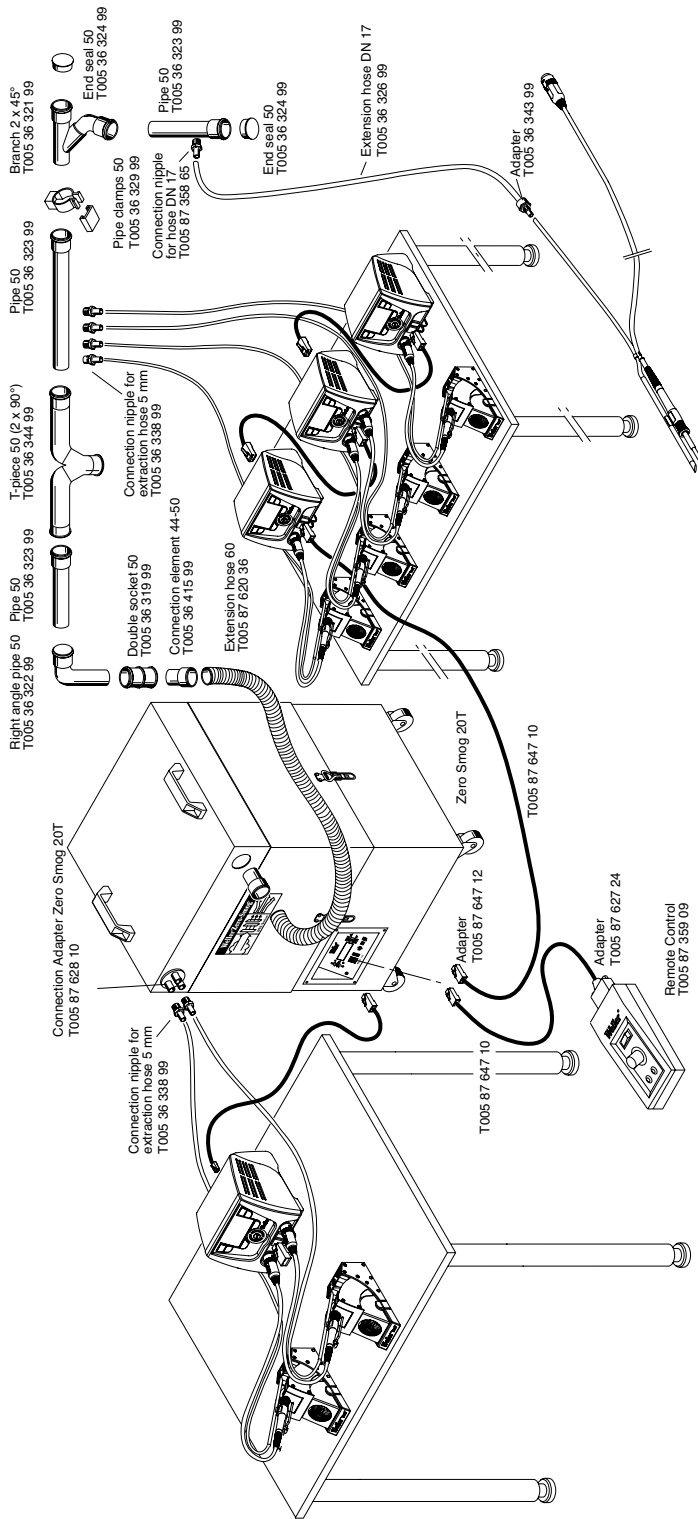 Right angle pipe 50
T005 36 322 99
Pipe 50
T005 36 323 99
T-piece 50 (2 x 90°)
T005 36 344 99
Pipe 50
T005 36 323 99
Branch 2 x 45°
T005 36 321 99
End seal 50
T005 36 324 99
Pipe clamps 50
T005 36 329 99
Pipe 50
T005 36 323 99
Connection nipple
for hose DN 17
T005 87 358 65
End seal 50
T005 36 324 99
Extension hose DN 17
T005 36 326 99
Adapter
T005 36 343 99
Double socket 50
T005 36 319 99
Connection element 44-50
T005 36 415 99
Extension hose 60
T005 87 620 36
Connection nipple for
extraction hose 5 mm
T005 36 338 99
Connection Adapter Zero Smog 20T
T005 87 628 10
Connection nipple for
extraction hose 5 mm
T005 36 338 99
Zero Smog 20T
Adapter
T005 87 647 12
T005 87 647 10
T005 87 647 10
Adapter
T005 87 627 24
Remote Control
T005 87 359 09
Weller